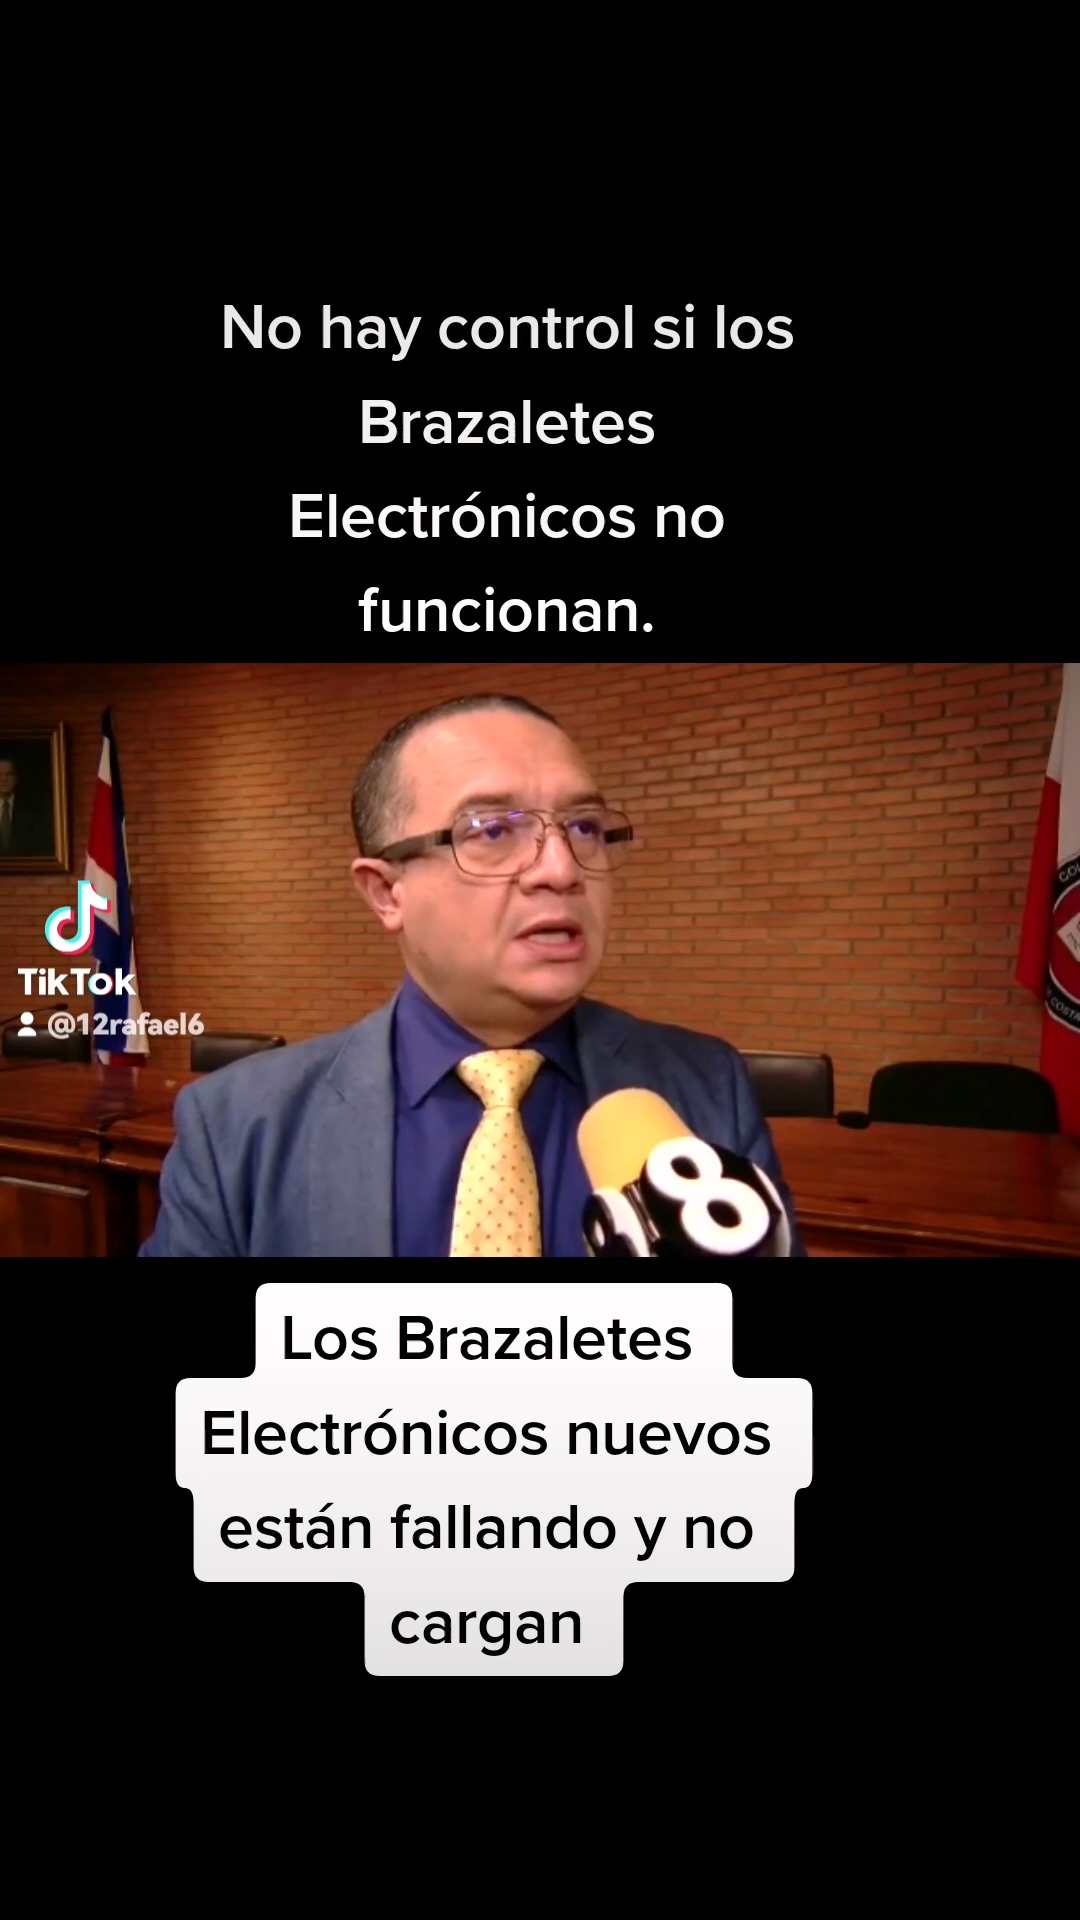 No hay control si los
Brazaletes
Electrónicos no
funcionan.
TikTok
@12rafael6
8
Los Brazaletes
Electrónicos nuevos
están fallando y no
cargan